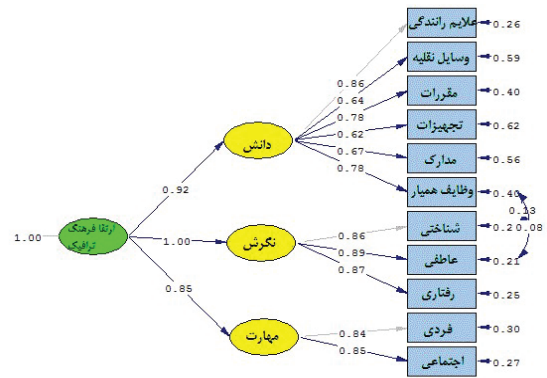 علایم رانندگی
0.26
وسایل نقلیه
0.59
0.86
مقررات
0.40
0.64
0.78
تجهیزات
0.62
0.62
دانش
0.67
مدارک
0.56
0.78
وظایف همیار
0.40
0.92
0.13
شناختی
0.20
0.08
ارتقا فرهنگ
ترافیک
1.00
1.00
نگرش
0.86
0.89
عاطفی
0.21
0.87
رفتاری
0.25
0.85
فردی
0.30
مهارت
0.84
0.85
اجتماعی
0.27